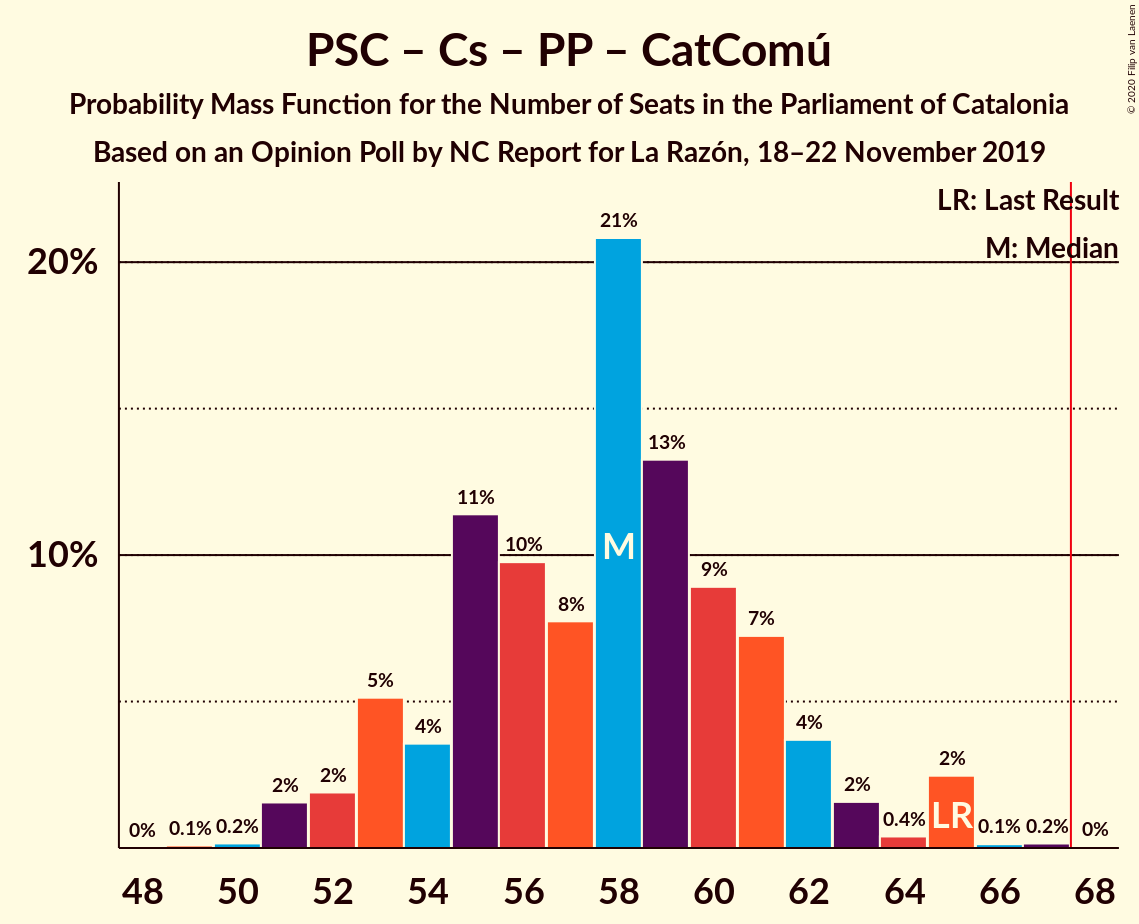 PSC – Cs – PP – CatComú
Probability Mass Function for the Number of Seats in the Parliament of Catalonia
Based on an Opinion Poll by NC Report for La Razón, 18–22 November 2019
© 2020 Filip van Laenen
LR: Last Result
M: Median
20%
10%
0%
0.1%
0.2%
2%
2%
5%
4%
11%
10%
8%
21%
13%
9%
7%
4%
2%
0.4%
2%
0.1%
0.2%
0%
M
LR
48 50 52 54 56 58 60 62 64 66 68